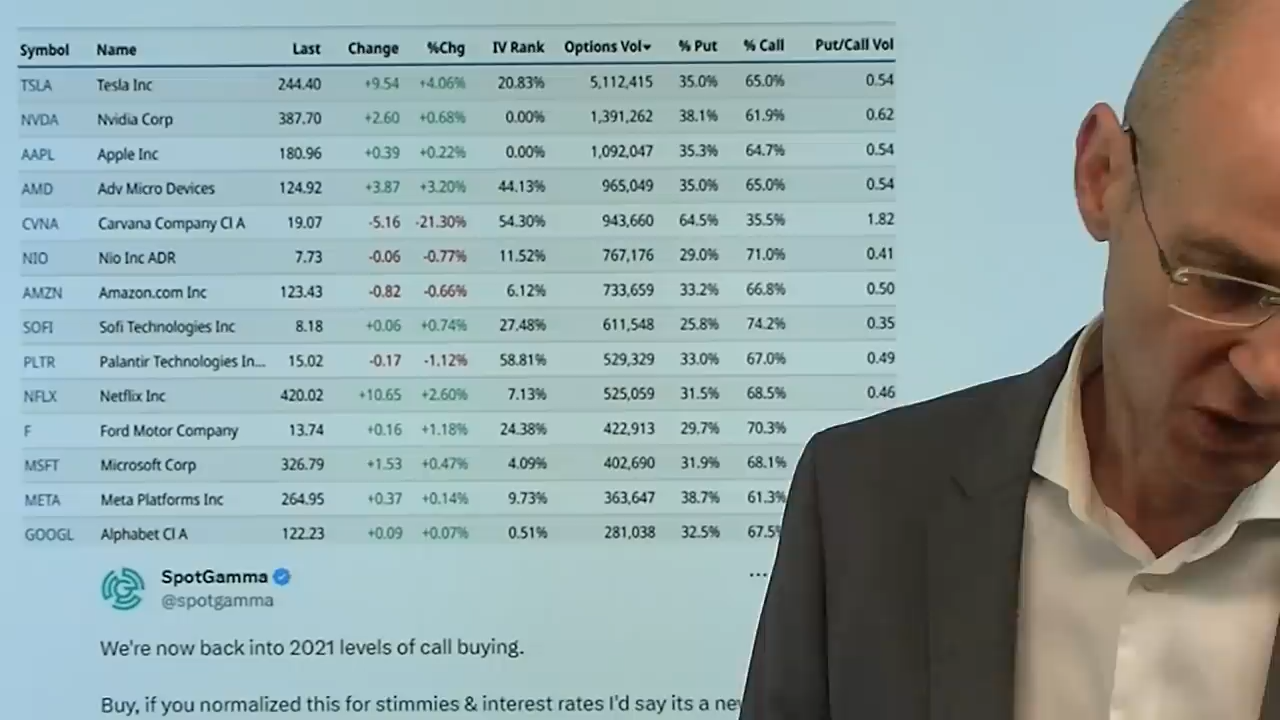 Symbol Name Last Change %Chg IV Rank Options Vol▾ % Put % Call Put/Call Vol
TSLA Tesla Inc 244.40 +9.54 +4.06% 20.83% 5,112,415 35.0% 65.0% 0.54
NVDA Nvidia Corp 387.70 +2.60 +0.68% 0.00% 1,391,262 38.1% 61.9% 0.62
AAPL Apple Inc 180.96 +0.39 +0.22% 0.00% 1,092,047 35.3% 64.7% 0.54
AMD Adv Micro Devices 124.92 +3.87 +3.20% 44.13% 965,049 35.0% 65.0% 0.54
CVNA Carvana Company Cl A 19.07 -5.16 -21.30% 54.30% 943,660 64.5% 35.5% 1.82
NIO Nio Inc ADR 7.73 -0.06 -0.77% 11.52% 767,176 29.0% 71.0% 0.41
AMZN Amazon.com Inc 123.43 -0.82 -0.66% 6.12% 733,659 33.2% 66.8% 0.50
SOFI Sofi Technologies Inc 8.18 +0.06 +0.74% 27.48% 611,548 25.8% 74.2% 0.35
PLTR Palantir Technologies In... 15.02 -0.17 -1.12% 58.81% 529,329 33.0% 67.0% 0.49
NFLX Netflix Inc 420.02 +10.65 +2.60% 7.13% 525,059 31.5% 68.5% 0.46
F Ford Motor Company 13.74 +0.16 +1.18% 24.38% 422,913 29.7% 70.3%
MSFT Microsoft Corp 326.79 +1.53 +0.47% 4.09% 402,690 31.9% 68.1%
META Meta Platforms Inc 264.95 +0.37 +0.14% 9.73% 363,647 38.7% 61.3%
GOOGL Alphabet Cl A 122.23 +0.09 +0.07% 0.51% 281,038 32.5% 67.5%
SpotGamma
@spotgamma
We're now back into 2021 levels of call buying.
Buy, if you normalized this for stimmies & interest rates I'd say its a